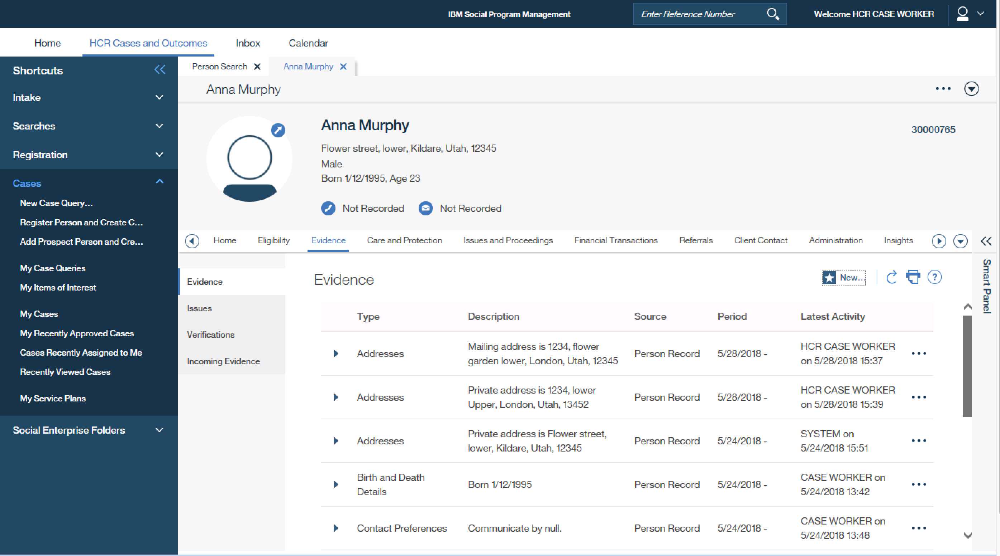 IBM Social Program Management
Enter Reference Number
Welcome HCR CASE WORKER
Home
HCR Cases and Outcomes
Inbox
Calendar
Shortcuts
Intake
Searches
Registration
Cases
New Case Query...
Register Person and Create C...
Add Prospect Person and Cre...
My Case Queries
My Items of Interest
My Cases
My Recently Approved Cases
Cases Recently Assigned to Me
Recently Viewed Cases
My Service Plans
Social Enterprise Folders
Person Search
Anna Murphy
Anna Murphy
Anna Murphy
30000765
Flower street, lower, Kildare, Utah, 12345
Male
Born 1/12/1995, Age 23
Not Recorded
Not Recorded
Home
Eligibility
Evidence
Care and Protection
Issues and Proceedings
Financial Transactions
Referrals
Client Contact
Administration
Insights
Smart Panel
Evidence
Issues
Verifications
Incoming Evidence
Evidence
New...
?
Type
Description
Source
Period
Latest Activity
Addresses
Mailing address is 1234, flower
garden lower, London, Utah, 12345
Person Record
5/28/2018 -
HCR CASE WORKER
on 5/28/2018 15:37
Addresses
Private address is 1234, lower
Upper, London, Utah, 13452
Person Record
5/28/2018 -
HCR CASE WORKER
on 5/28/2018 15:39
Addresses
Private address is Flower street,
lower, Kildare, Utah, 12345
Person Record
5/24/2018 -
SYSTEM on
5/24/2018 15:51
Birth and Death
Details
Born 1/12/1995
Person Record
5/24/2018 -
CASE WORKER on
5/24/2018 13:42
Contact Preferences
Communicate by null.
Person Record
5/24/2018 -
CASE WORKER on
5/24/2018 13:48